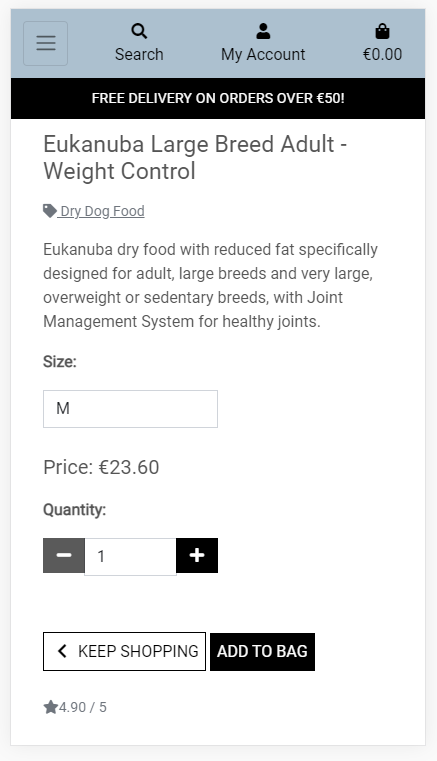 Search
My Account
€0.00
FREE DELIVERY ON ORDERS OVER €50!
Eukanuba Large Breed Adult -
Weight Control
Dry Dog Food
Eukanuba dry food with reduced fat specifically
designed for adult, large breeds and very large,
overweight or sedentary breeds, with Joint
Management System for healthy joints.
Size:
M
Price: €23.60
Quantity:
1
KEEP SHOPPING
ADD TO BAG
4.90 / 5